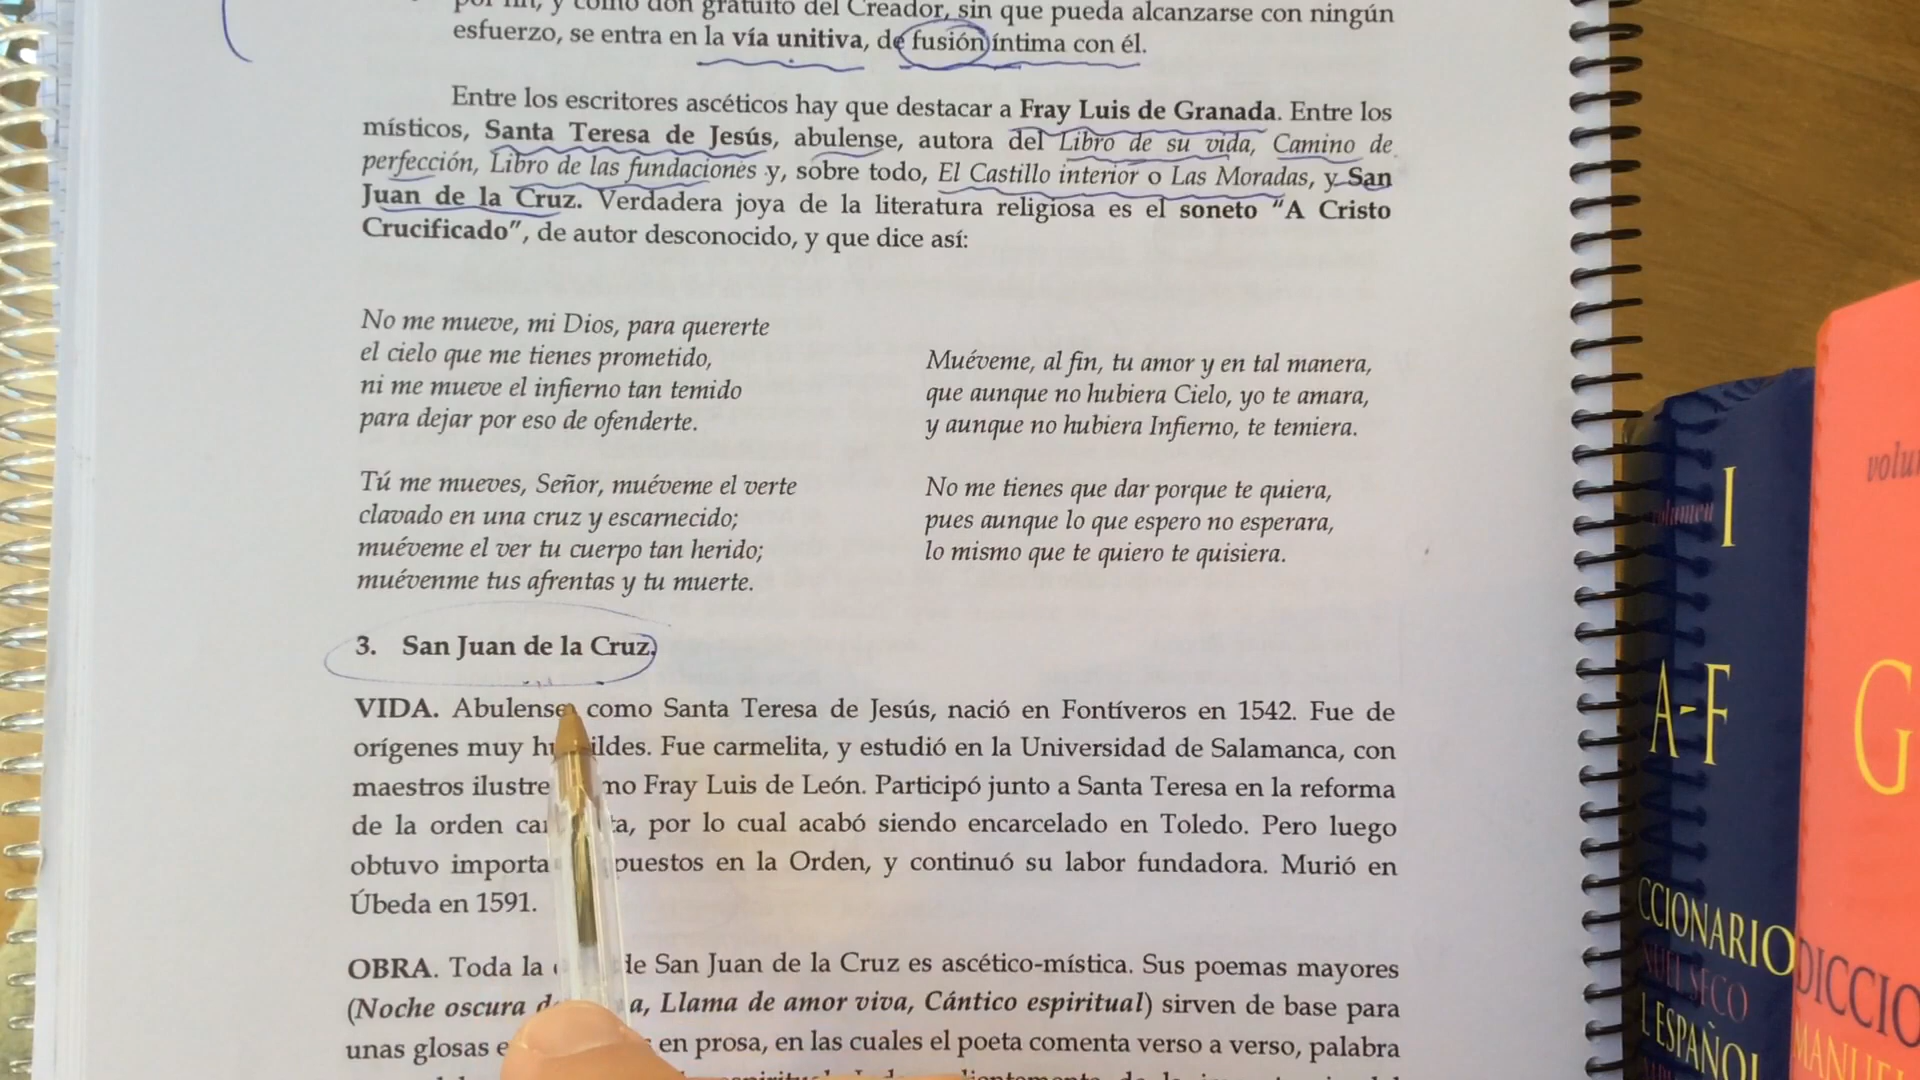 por fin, y como don gratuito del Creador, sin que pueda alcanzarse con ningún
esfuerzo, se entra en la vía unitiva, de fusión íntima con él.
Entre los escritores ascéticos hay que destacar a Fray Luis de Granada. Entre los
místicos, Santa Teresa de Jesús, abulense, autora del Libro de su vida, Camino de
perfección, Libro de las fundaciones y, sobre todo, El Castillo interior o Las Moradas, y San
Juan de la Cruz. Verdadera joya de la literatura religiosa es el soneto "A Cristo
Crucificado", de autor desconocido, y que dice así:
No me mueve, mi Dios, para quererte
el cielo que me tienes prometido,
ni me mueve el infierno tan temido
para dejar por eso de ofenderte.
Tú me mueves, Señor, muéveme el verte
clavado en una cruz y escarnecido;
muéveme el ver tu cuerpo tan herido;
muévenme tus afrentas y tu muerte.
Muéveme, al fin, tu amor y en tal manera,
que aunque no hubiera Cielo, yo te amara,
y aunque no hubiera Infierno, te temiera.
No me tienes que dar porque te quiera,
pues aunque lo que espero no esperara,
lo mismo que te quiero te quisiera.
3. San Juan de la Cruz.
VIDA. Abulense como Santa Teresa de Jesús, nació en Fontíveros en 1542. Fue de
orígenes muy hu ildes. Fue carmelita, y estudió en la Universidad de Salamanca, con
maestros ilustre mo Fray Luis de León. Participó junto a Santa Teresa en la reforma
de la orden car ta, por lo cual acabó siendo encarcelado en Toledo. Pero luego
obtuvo importa puestos en la Orden, y continuó su labor fundadora. Murió en
Úbeda en 1591.
OBRA. Toda la de San Juan de la Cruz es ascético-mística. Sus poemas mayores
(Noche oscura d a, Llama de amor viva, Cántico espiritual) sirven de base para
unas glosas e en prosa, en las cuales el poeta comenta verso a verso, palabra
volumen I
A-F
CCIONARIO
SECO
L ESPAÑOL
volu
G
DICCIO
MANUE